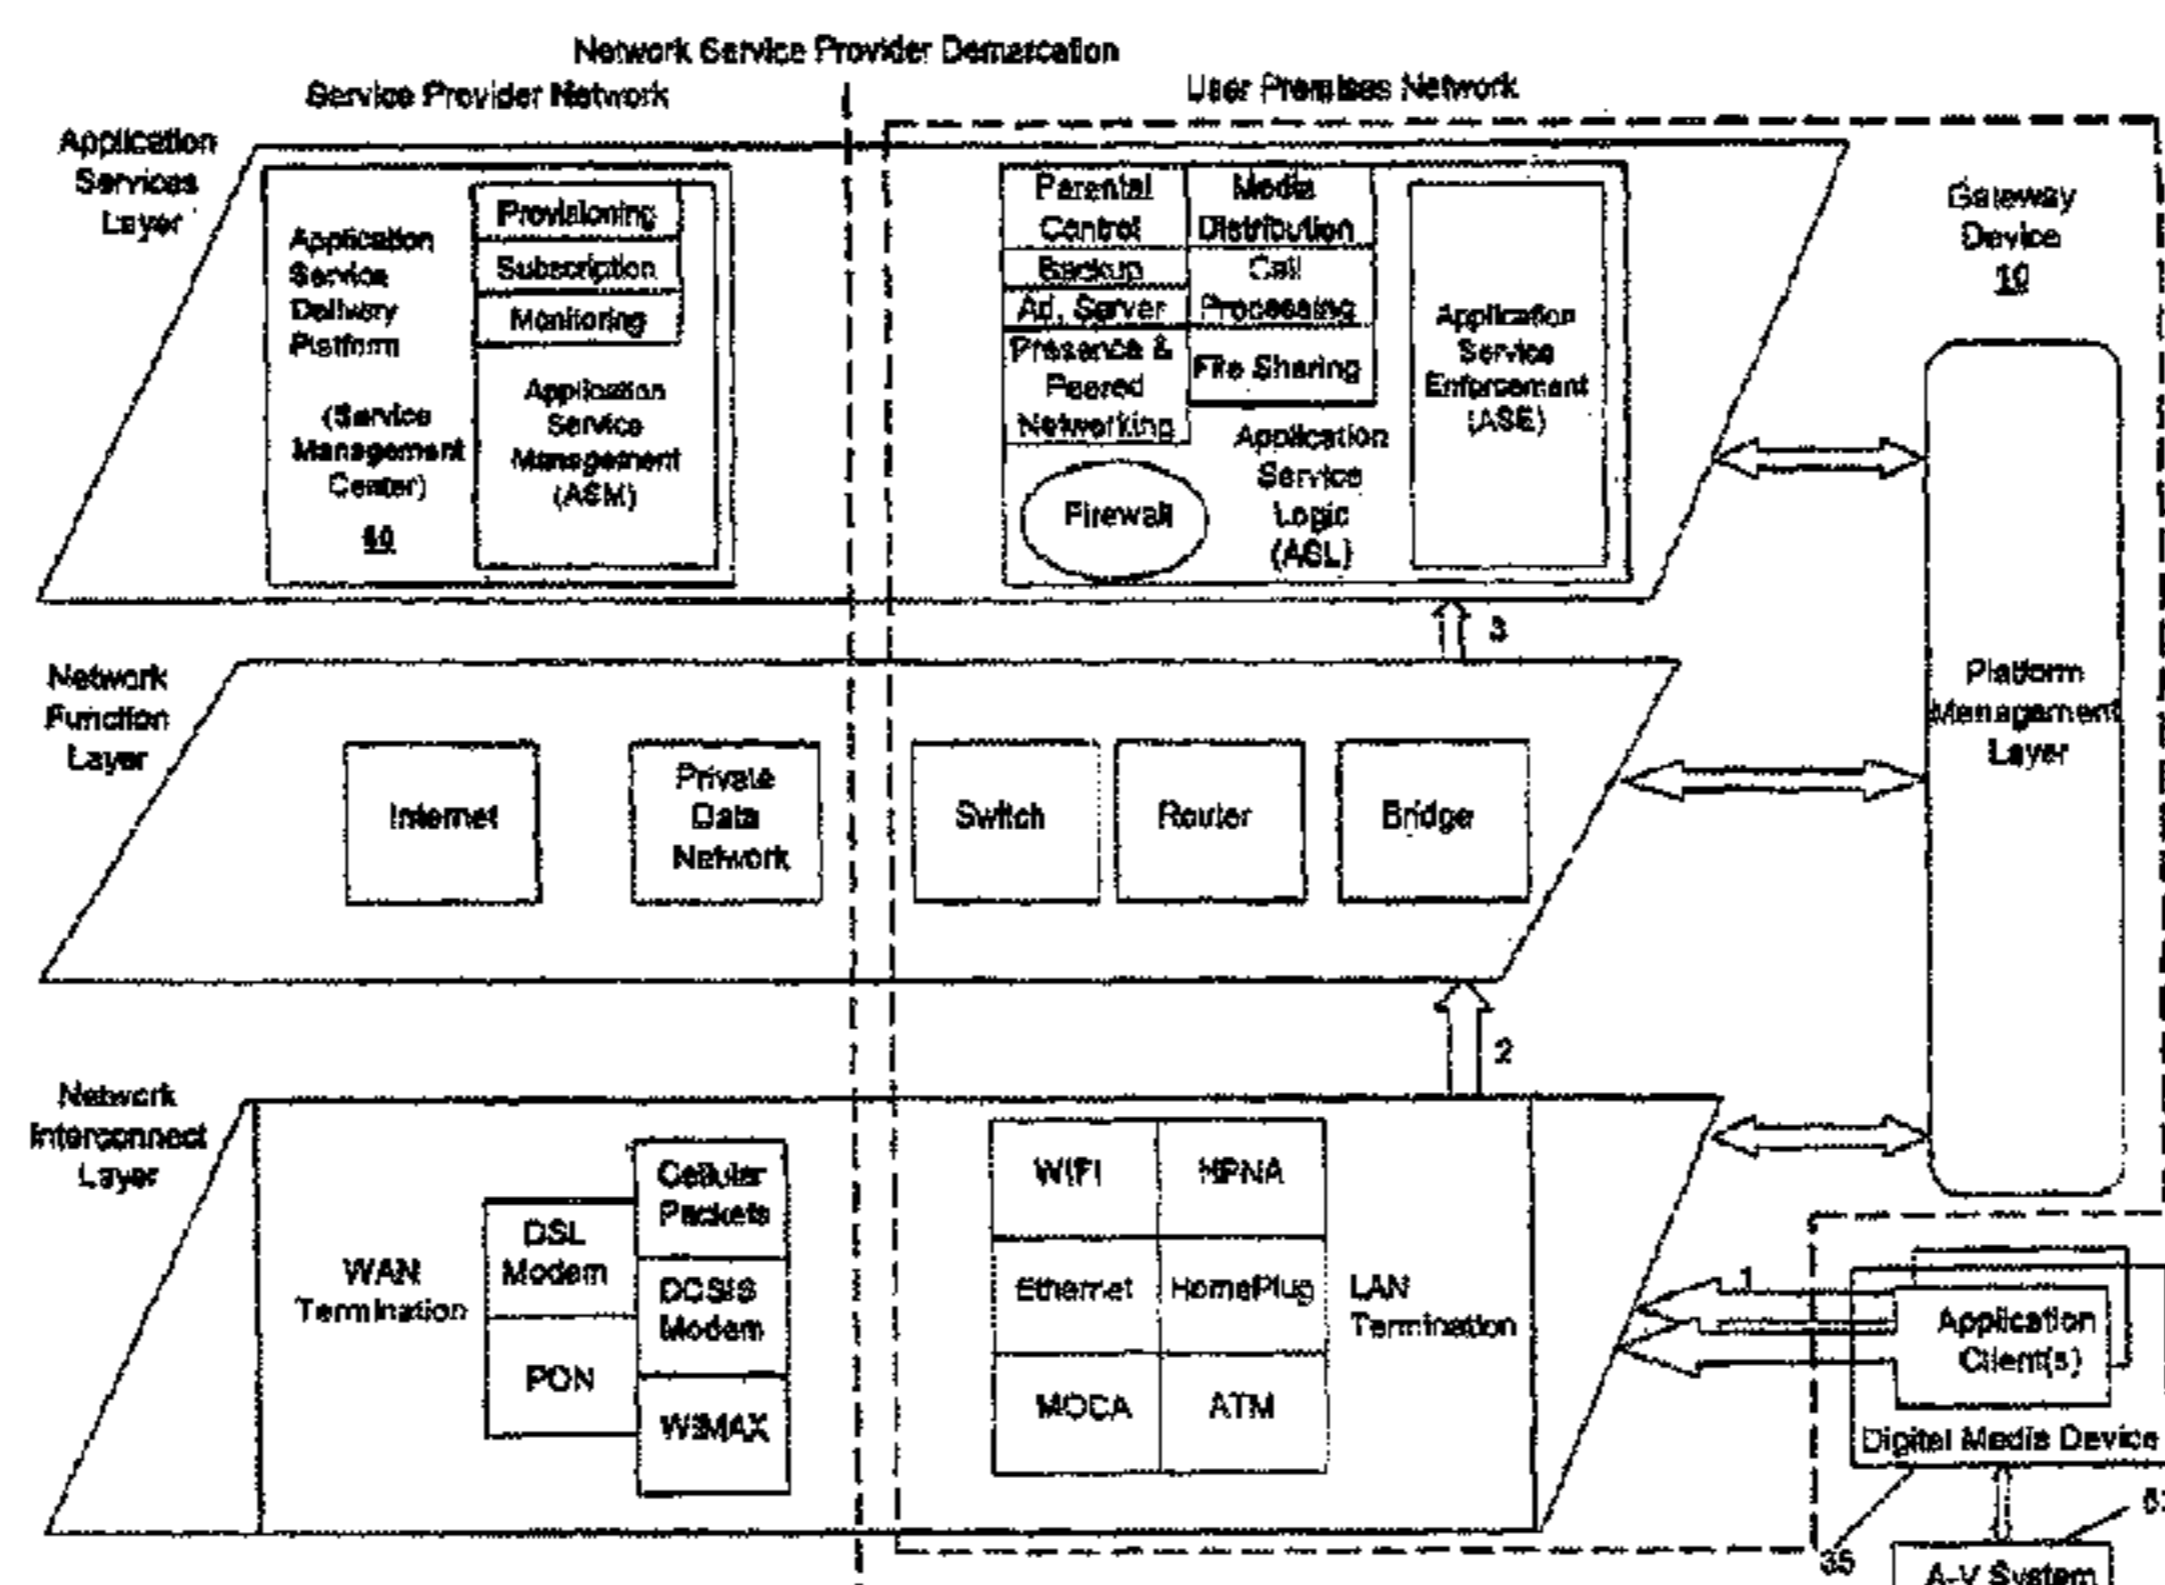 Network Service Provider Demarcation
Service Provider Network
User Premises Network
Application
Services
Layer
Application
Service
Delivery
Platform
(Service
Management
Center)
Provisioning
Subscription
Monitoring
Application
Service
Management
(ASM)
Parental
Control
Backup
Ad. Server
Presence &
Peered
Networking
Media
Distribution
Call
Processing
File Sharing
Firewall
Application
Service
Logic
(ASL)
Application
Service
Enforcement
(ASE)
Gateway
Device
10
3
Network
Function
Layer
Internet
Private
Data
Network
Switch
Router
Bridge
Platform
Management
Layer
2
Network
Interconnect
Layer
WAN
Termination
DSL
Modem
PON
Cellular
Packets
DCSIS
Modem
WIMAX
WIFI
HPNA
Ethernet
HomePlug
MOCA
ATM
LAN
Termination
1
Application
Client(s)
Digital Media Device
35
A-V System